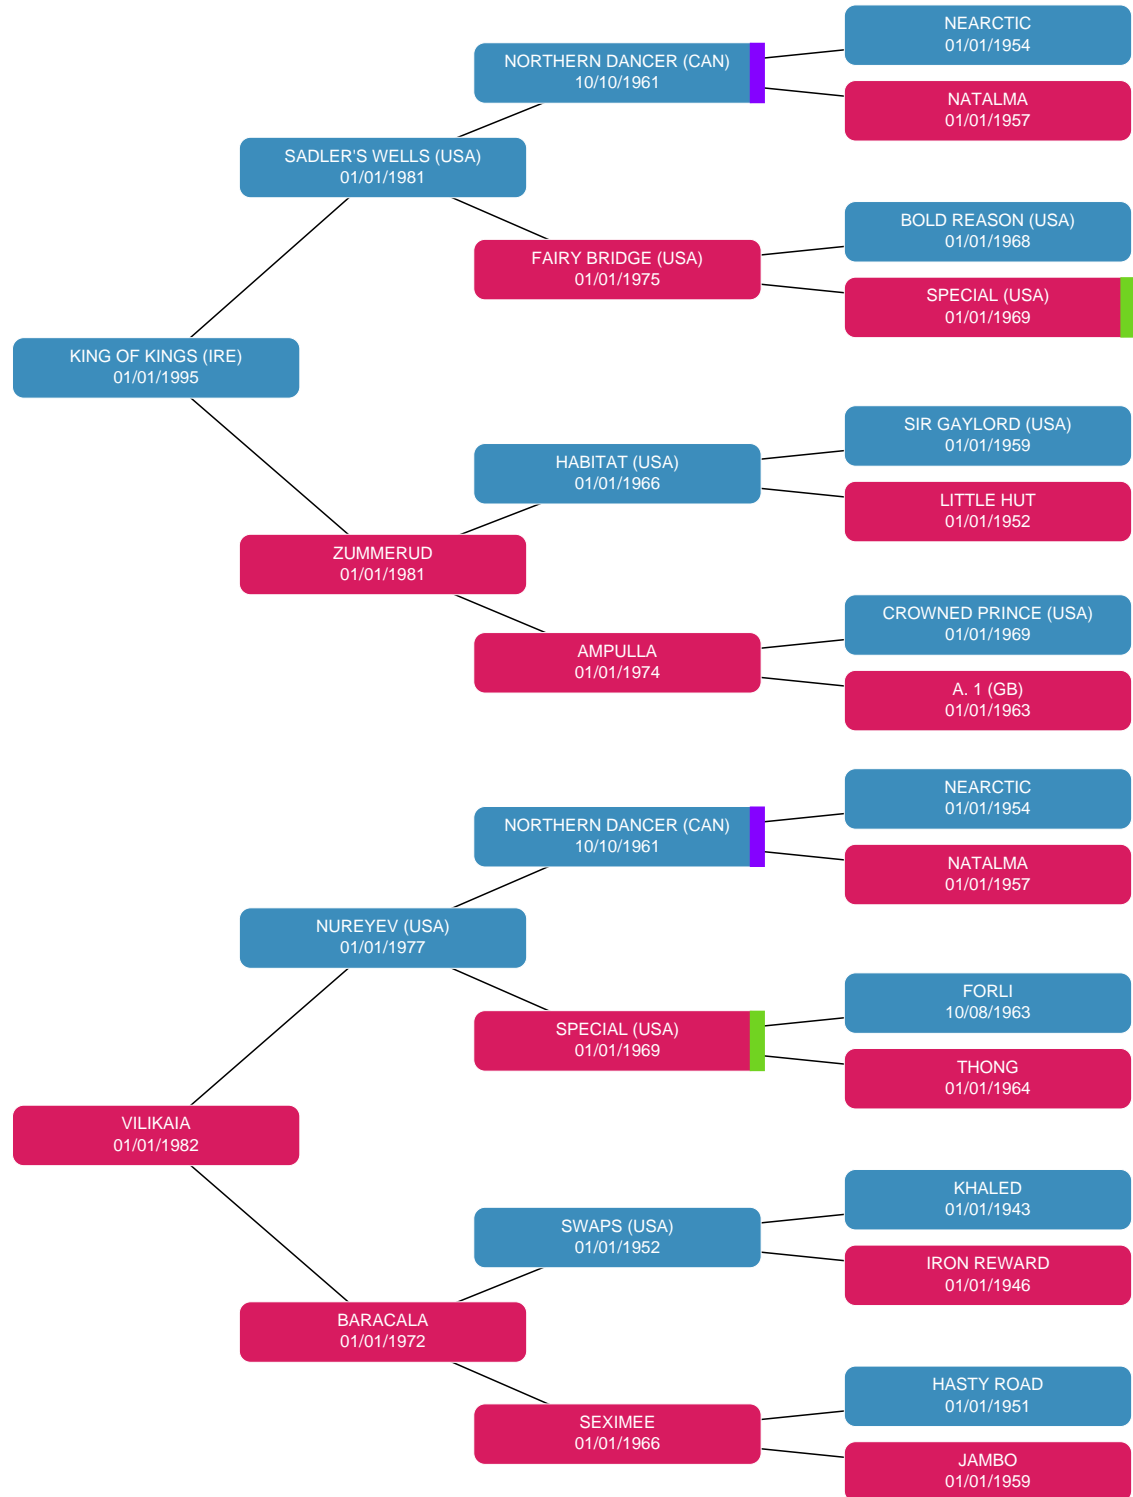 NEARCTIC
01/01/1954
NORTHERN DANCER (CAN)
10/10/1961
NATALMA
01/01/1957
SADLER'S WELLS (USA)
01/01/1981
BOLD REASON (USA)
01/01/1968
FAIRY BRIDGE (USA)
01/01/1975
SPECIAL (USA)
01/01/1969
KING OF KINGS (IRE)
01/01/1995
SIR GAYLORD (USA)
01/01/1959
HABITAT (USA)
01/01/1966
LITTLE HUT
01/01/1952
ZUMMERUD
01/01/1981
CROWNED PRINCE (USA)
01/01/1969
AMPULLA
01/01/1974
A. 1 (GB)
01/01/1963
NEARCTIC
01/01/1954
NORTHERN DANCER (CAN)
10/10/1961
NATALMA
01/01/1957
NUREYEV (USA)
01/01/1977
FORLI
10/08/1963
SPECIAL (USA)
01/01/1969
THONG
01/01/1964
VILIKAIA
01/01/1982
KHALED
01/01/1943
SWAPS (USA)
01/01/1952
IRON REWARD
01/01/1946
BARACALA
01/01/1972
HASTY ROAD
01/01/1951
SEXIMEE
01/01/1966
JAMBO
01/01/1959